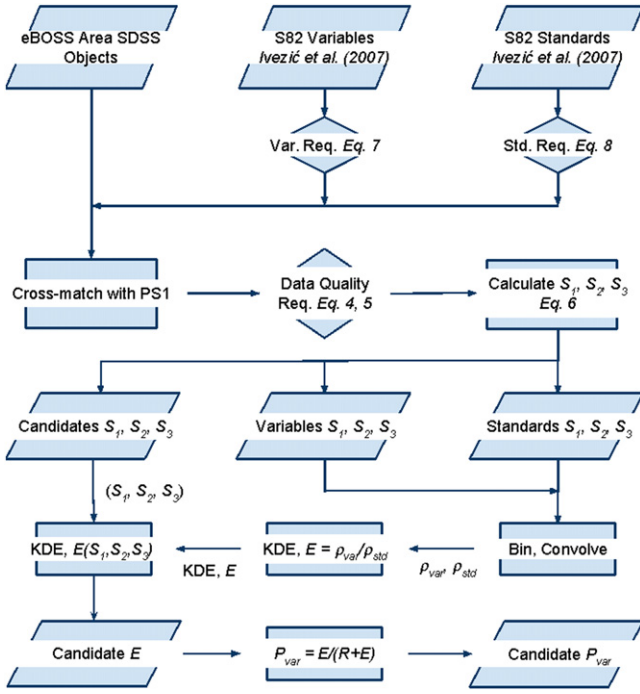 eBOSS Area SDSS
Objects
S82 Variables
Ivezić et al. (2007)
S82 Standards
Ivezić et al. (2007)
Var. Req. Eq. 7
Std. Req. Eq. 8
Cross-match with PS1
Data Quality
Req. Eq. 4, 5
Calculate S₁, S₂, S₃
Eq. 6
Candidates S₁, S₂, S₃
Variables S₁, S₂, S₃
Standards S₁, S₂, S₃
(S₁, S₂, S₃)
KDE, E(S₁,S₂,S₃)
KDE, E
KDE, E = ρvar/ρstd
ρvar, ρstd
Bin, Convolve
Candidate E
Pvar = E/(R+E)
Candidate Pvar